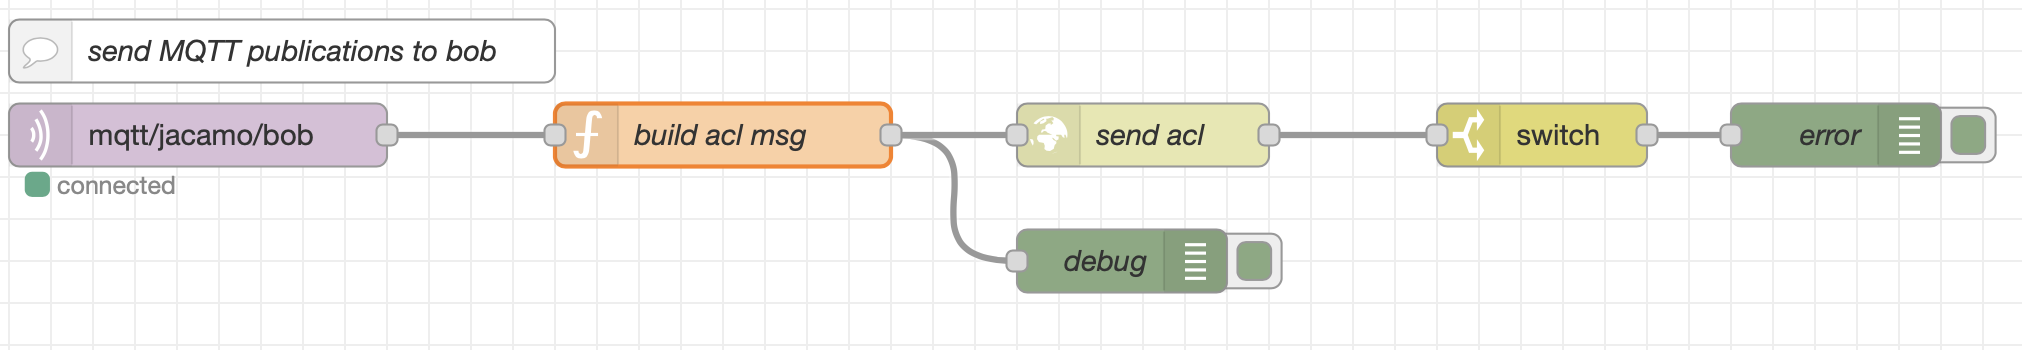 send MQTT publications to bob
mqtt/jacamo/bob
build acl msg
send acl
switch
error
connected
debug